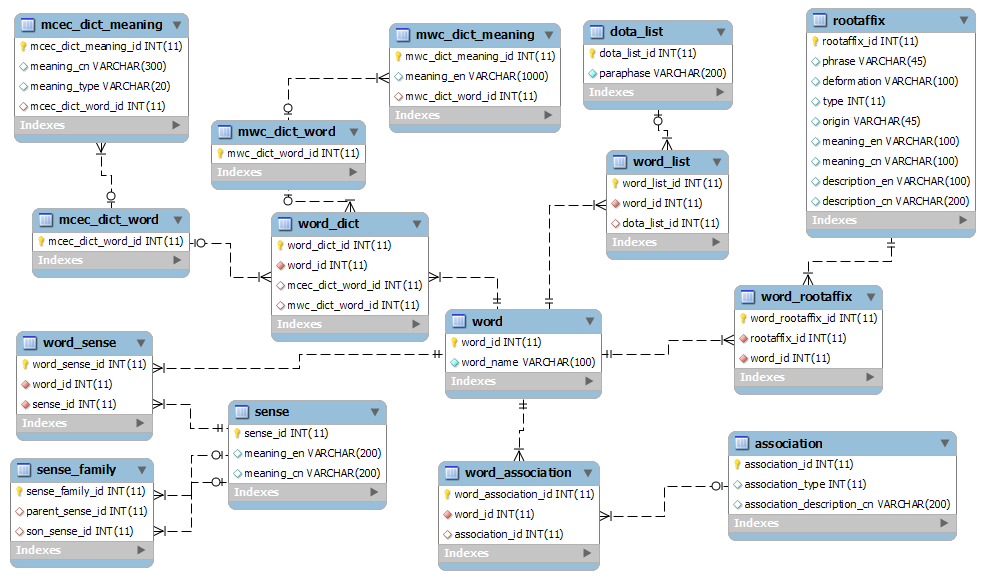 mcec_dict_meaning
mcec_dict_meaning_id INT(11)
meaning_cn VARCHAR(300)
meaning_type VARCHAR(20)
mcec_dict_word_id INT(11)
Indexes
mwc_dict_meaning
mwc_dict_meaning_id INT(11)
meaning_en VARCHAR(1000)
mwc_dict_word_id INT(11)
Indexes
dota_list
dota_list_id INT(11)
paraphase VARCHAR(200)
Indexes
rootaffix
rootaffix_id INT(11)
phrase VARCHAR(45)
deformation VARCHAR(100)
type INT(11)
origin VARCHAR(45)
meaning_en VARCHAR(100)
meaning_cn VARCHAR(100)
description_en VARCHAR(100)
description_cn VARCHAR(200)
Indexes
mwc_dict_word
mwc_dict_word_id INT(11)
Indexes
word_list
word_list_id INT(11)
word_id INT(11)
dota_list_id INT(11)
Indexes
mcec_dict_word
mcec_dict_word_id INT(11)
Indexes
word_dict
word_dict_id INT(11)
word_id INT(11)
mcec_dict_word_id INT(11)
mwc_dict_word_id INT(11)
Indexes
word
word_id INT(11)
word_name VARCHAR(100)
Indexes
word_rootaffix
word_rootaffix_id INT(11)
rootaffix_id INT(11)
word_id INT(11)
Indexes
word_sense
word_sense_id INT(11)
word_id INT(11)
sense_id INT(11)
Indexes
sense
sense_id INT(11)
meaning_en VARCHAR(200)
meaning_cn VARCHAR(200)
Indexes
sense_family
sense_family_id INT(11)
parent_sense_id INT(11)
son_sense_id INT(11)
Indexes
word_association
word_association_id INT(11)
word_id INT(11)
association_id INT(11)
Indexes
association
association_id INT(11)
association_type INT(11)
association_description_cn VARCHAR(200)
Indexes